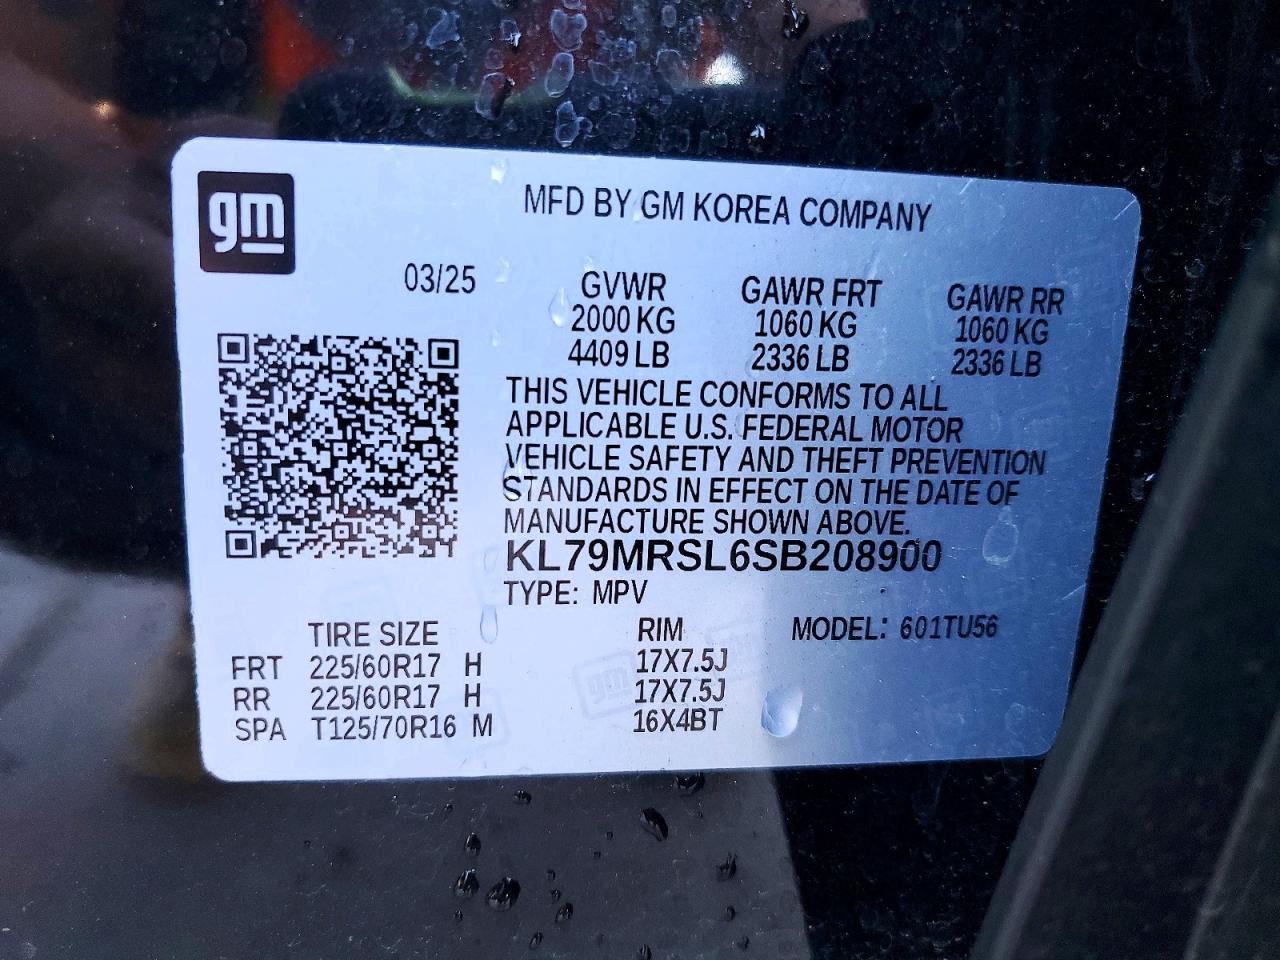 gm
MFD BY GM KOREA COMPANY
03/25
GVWR GAWR FRT GAWR RR
2000 KG 1060 KG 1060 KG
4409 LB 2336 LB 2336 LB
THIS VEHICLE CONFORMS TO ALL
APPLICABLE U.S. FEDERAL MOTOR
VEHICLE SAFETY AND THEFT PREVENTION
STANDARDS IN EFFECT ON THE DATE OF
MANUFACTURE SHOWN ABOVE.
KL79MRSL6SB208900
TYPE: MPV
TIRE SIZE RIM MODEL: 601TU56
FRT 225/60R17 H 17X7.5J
RR 225/60R17 H 17X7.5J
SPA T125/70R16 M 16X4BT